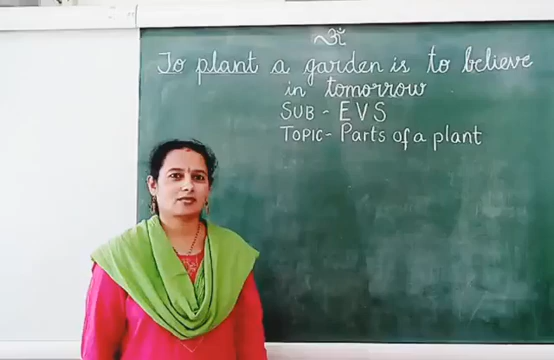 ॐ
To plant a garden is to believe
in tomorrow
SUB - EVS
TOPIC- Parts of a plant